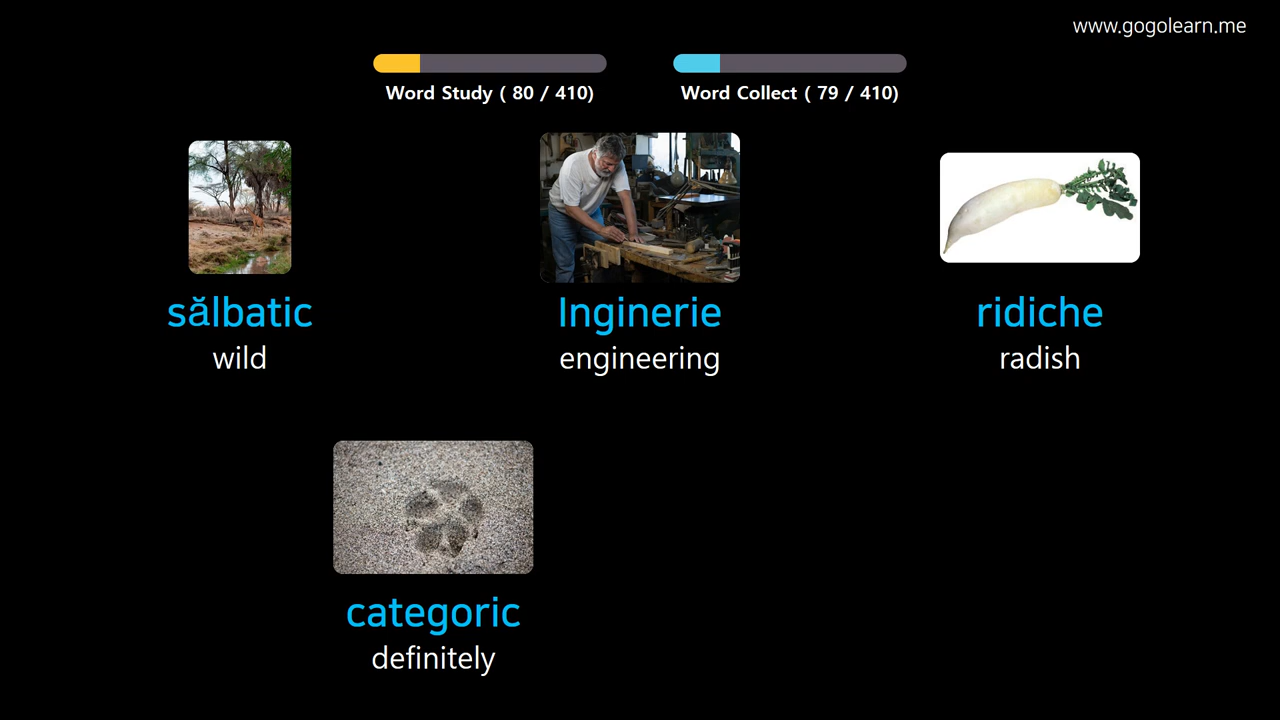 www.gogolearn.me
Word Study ( 80 / 410)
Word Collect ( 79 / 410)
sălbatic
wild
Inginerie
engineering
ridiche
radish
categoric
definitely